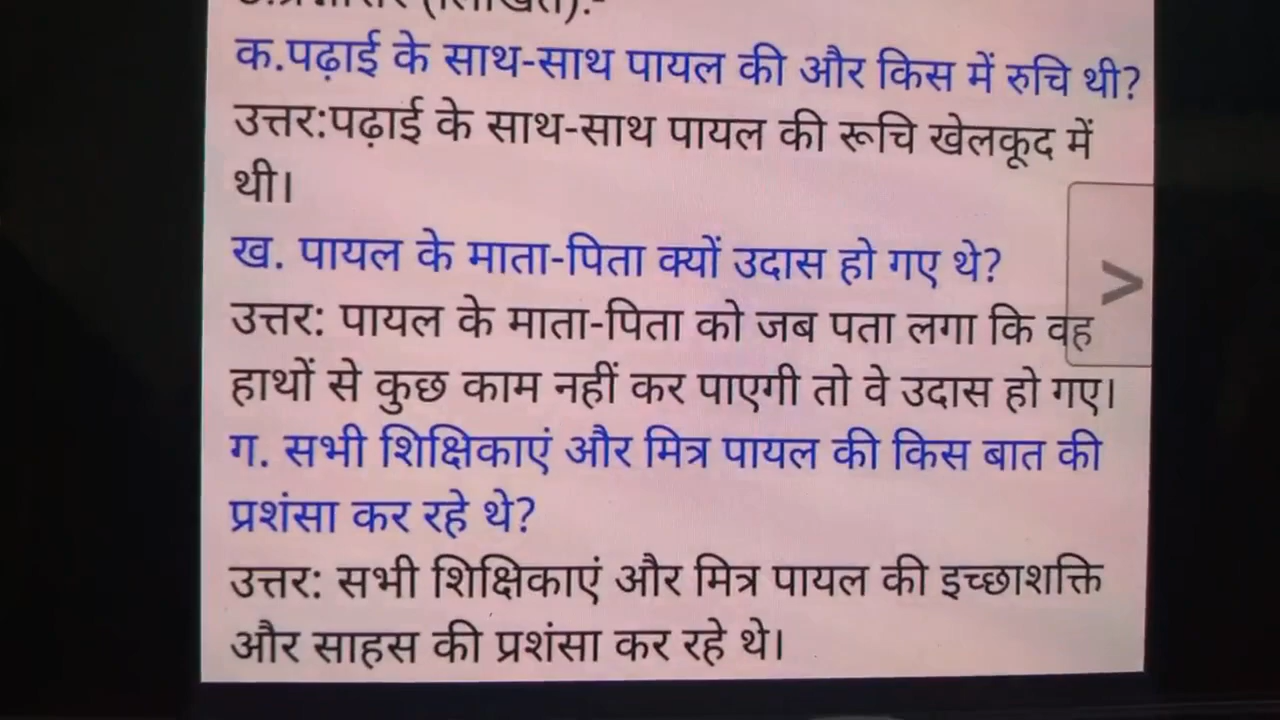 क.पढ़ाई के साथ-साथ पायल की और किस में रुचि थी?
उत्तर:पढ़ाई के साथ-साथ पायल की रूचि खेलकूद में
थी।
ख. पायल के माता-पिता क्यों उदास हो गए थे?
उत्तर: पायल के माता-पिता को जब पता लगा कि वह
हाथों से कुछ काम नहीं कर पाएगी तो वे उदास हो गए।
ग. सभी शिक्षिकाएं और मित्र पायल की किस बात की
प्रशंसा कर रहे थे?
उत्तर: सभी शिक्षिकाएं और मित्र पायल की इच्छाशक्ति
और साहस की प्रशंसा कर रहे थे।